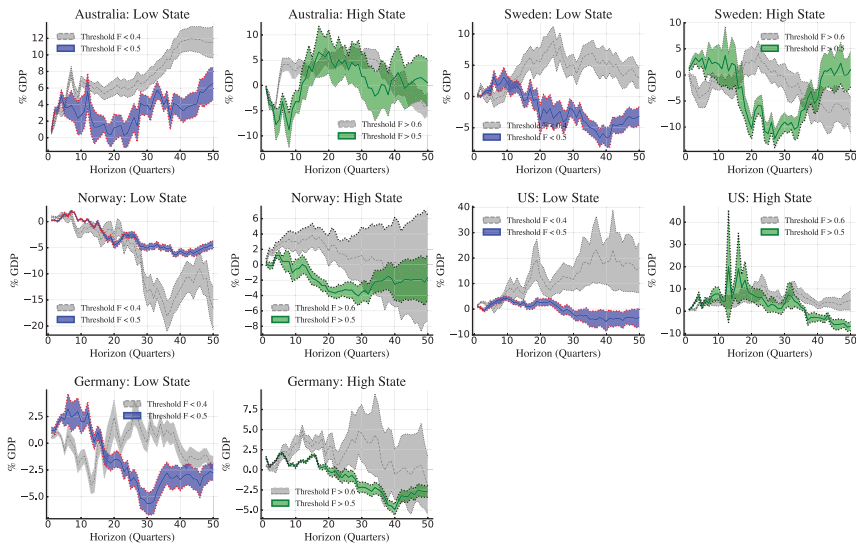 Australia: Low State
12
10
8
6
4
2
0
% GDP
Threshold F < 0.4
Threshold F < 0.5
0 10 20 30 40 50
Horizon (Quarters)
Australia: High State
10
5
0
−5
−10
% GDP
Threshold F > 0.6
Threshold F > 0.5
0 10 20 30 40 50
Horizon (Quarters)
Sweden: Low State
10
5
0
−5
% GDP
Threshold F < 0.4
Threshold F < 0.5
0 10 20 30 40 50
Horizon (Quarters)
Sweden: High State
10
5
0
−5
−10
% GDP
Threshold F > 0.6
Threshold F > 0.5
0 10 20 30 40 50
Horizon (Quarters)
Norway: Low State
0
−5
−10
−15
−20
% GDP
Threshold F < 0.4
Threshold F < 0.5
0 10 20 30 40 50
Horizon (Quarters)
Norway: High State
6
4
2
0
−2
−4
−6
−8
% GDP
Threshold F > 0.6
Threshold F > 0.5
0 10 20 30 40 50
Horizon (Quarters)
US: Low State
40
30
20
10
0
−10
% GDP
Threshold F < 0.4
Threshold F < 0.5
0 10 20 30 40 50
Horizon (Quarters)
US: High State
40
30
20
10
0
−10
% GDP
Threshold F > 0.6
Threshold F > 0.5
0 10 20 30 40 50
Horizon (Quarters)
Germany: Low State
2.5
0.0
−2.5
−5.0
% GDP
Threshold F < 0.4
Threshold F < 0.5
0 10 20 30 40 50
Horizon (Quarters)
Germany: High State
7.5
5.0
2.5
0.0
−2.5
−5.0
% GDP
Threshold F > 0.6
Threshold F > 0.5
0 10 20 30 40 50
Horizon (Quarters)